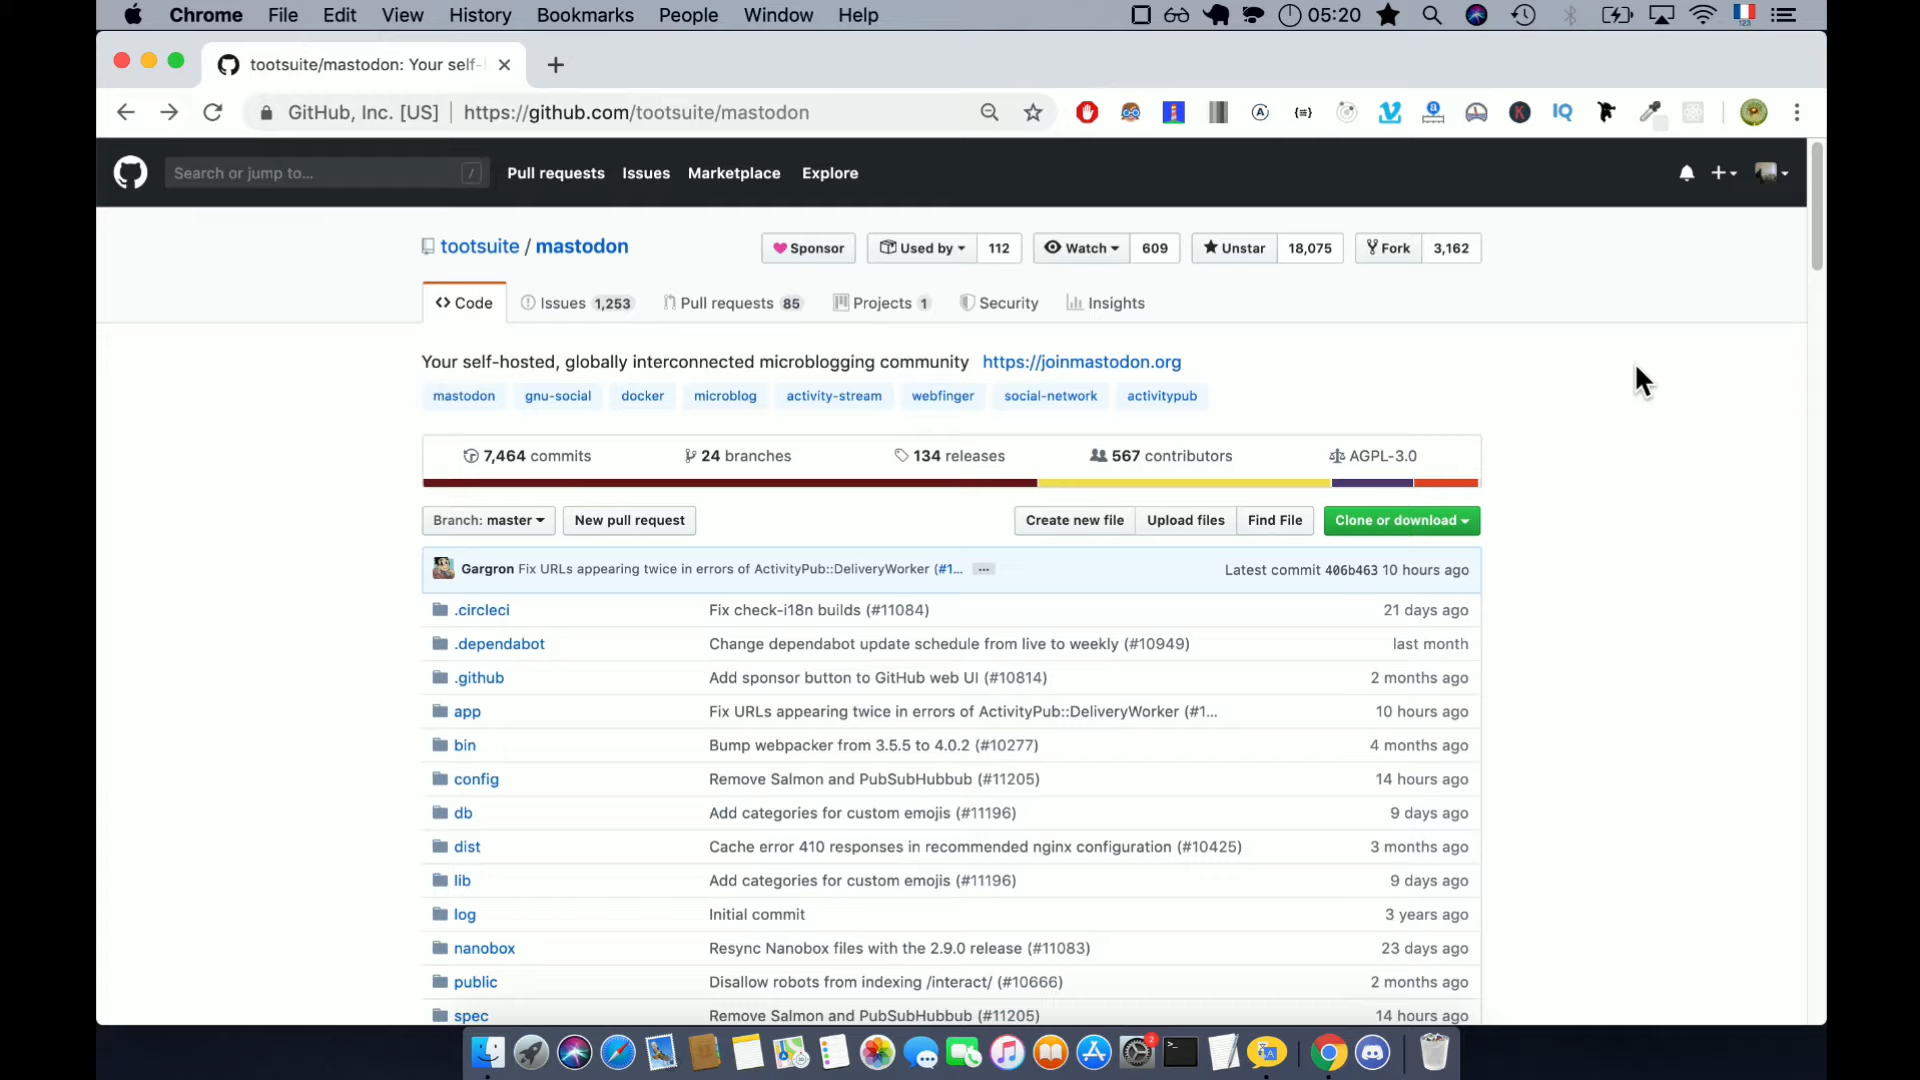 Chrome File Edit View History Bookmarks People Window Help 05:20
tootsuite/mastodon: Your self-
GitHub, Inc. [US] https://github.com/tootsuite/mastodon
Search or jump to... / Pull requests Issues Marketplace Explore
tootsuite / mastodon Sponsor Used by 112 Watch 609 Unstar 18,075 Fork 3,162
Code Issues 1,253 Pull requests 85 Projects 1 Security Insights
Your self-hosted, globally interconnected microblogging community https://joinmastodon.org
mastodon gnu-social docker microblog activity-stream webfinger social-network activitypub
7,464 commits 24 branches 134 releases 567 contributors AGPL-3.0
Branch: master New pull request Create new file Upload files Find File Clone or download
Gargron Fix URLs appearing twice in errors of ActivityPub::DeliveryWorker (#1... ... Latest commit 406b463 10 hours ago
.circleci Fix check-i18n builds (#11084) 21 days ago
.dependabot Change dependabot update schedule from live to weekly (#10949) last month
.github Add sponsor button to GitHub web UI (#10814) 2 months ago
app Fix URLs appearing twice in errors of ActivityPub::DeliveryWorker (#1... 10 hours ago
bin Bump webpacker from 3.5.5 to 4.0.2 (#10277) 4 months ago
config Remove Salmon and PubSubHubbub (#11205) 14 hours ago
db Add categories for custom emojis (#11196) 9 days ago
dist Cache error 410 responses in recommended nginx configuration (#10425) 3 months ago
lib Add categories for custom emojis (#11196) 9 days ago
log Initial commit 3 years ago
nanobox Resync Nanobox files with the 2.9.0 release (#11083) 23 days ago
public Disallow robots from indexing /interact/ (#10666) 2 months ago
spec Remove Salmon and PubSubHubbub (#11205) 14 hours ago